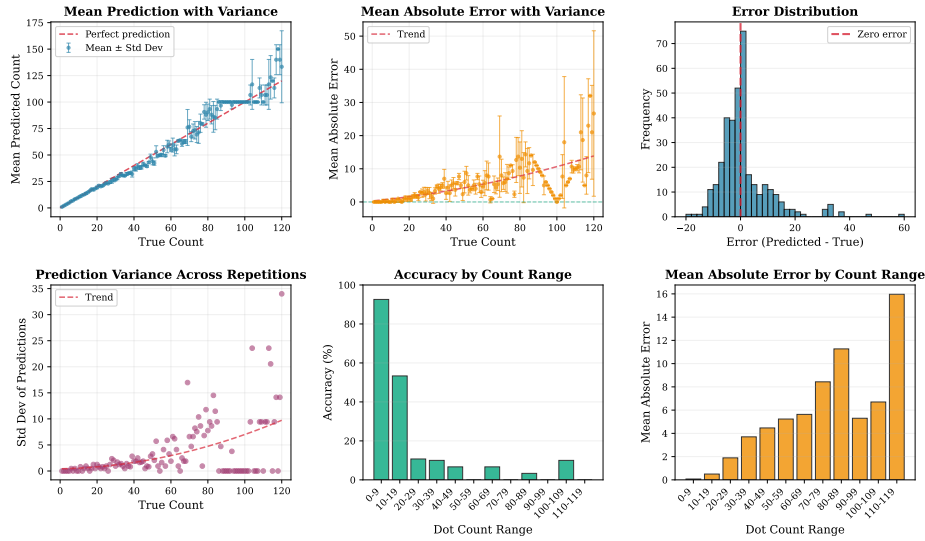 Mean Prediction with Variance
175
150
125
100
75
50
25
0
Mean Predicted Count
Perfect prediction
Mean ± Std Dev
0 20 40 60 80 100 120
True Count
Mean Absolute Error with Variance
50
40
30
20
10
0
Mean Absolute Error
Trend
0 20 40 60 80 100 120
True Count
Error Distribution
70
60
50
40
30
20
10
0
Frequency
Zero error
−20 0 20 40 60
Error (Predicted - True)
Prediction Variance Across Repetitions
35
30
25
20
15
10
5
0
Std Dev of Predictions
Trend
0 20 40 60 80 100 120
True Count
Accuracy by Count Range
100
80
60
40
20
0
Accuracy (%)
0-9 10-19 20-29 30-39 40-49 50-59 60-69 70-79 80-89 90-99 100-109 110-119
Dot Count Range
Mean Absolute Error by Count Range
16
14
12
10
8
6
4
2
0
Mean Absolute Error
0-9 10-19 20-29 30-39 40-49 50-59 60-69 70-79 80-89 90-99 100-109 110-119
Dot Count Range